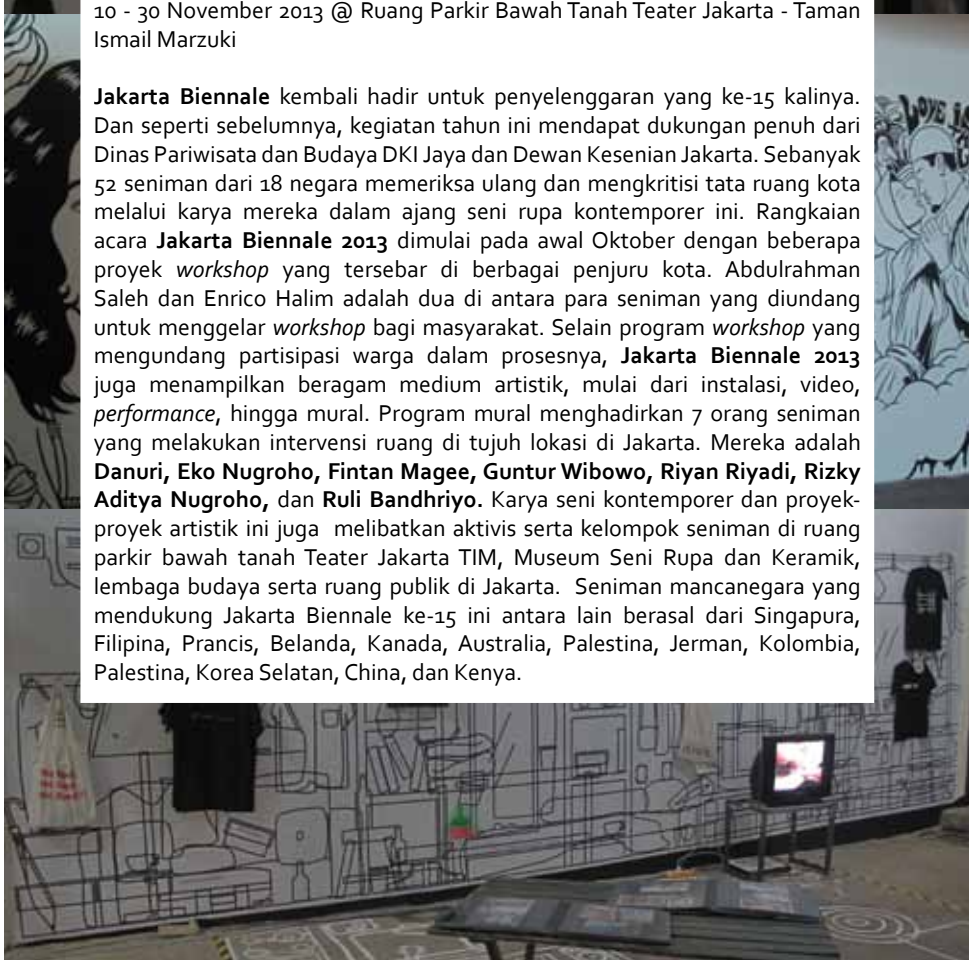 10 - 30 November 2013 @ Ruang Parkir Bawah Tanah Teater Jakarta - Taman
Ismail Marzuki
Jakarta Biennale kembali hadir untuk penyelenggaran yang ke-15 kalinya.
Dan seperti sebelumnya, kegiatan tahun ini mendapat dukungan penuh dari
Dinas Pariwisata dan Budaya DKI Jaya dan Dewan Kesenian Jakarta. Sebanyak
52 seniman dari 18 negara memeriksa ulang dan mengkritisi tata ruang kota
melalui karya mereka dalam ajang seni rupa kontemporer ini. Rangkaian
acara Jakarta Biennale 2013 dimulai pada awal Oktober dengan beberapa
proyek workshop yang tersebar di berbagai penjuru kota. Abdulrahman
Saleh dan Enrico Halim adalah dua di antara para seniman yang diundang
untuk menggelar workshop bagi masyarakat. Selain program workshop yang
mengundang partisipasi warga dalam prosesnya, Jakarta Biennale 2013
juga menampilkan beragam medium artistik, mulai dari instalasi, video,
performance, hingga mural. Program mural menghadirkan 7 orang seniman
yang melakukan intervensi ruang di tujuh lokasi di Jakarta. Mereka adalah
Danuri, Eko Nugroho, Fintan Magee, Guntur Wibowo, Riyan Riyadi, Rizky
Aditya Nugroho, dan Ruli Bandhriyo. Karya seni kontemporer dan proyek-
proyek artistik ini juga melibatkan aktivis serta kelompok seniman di ruang
parkir bawah tanah Teater Jakarta TIM, Museum Seni Rupa dan Keramik,
lembaga budaya serta ruang publik di Jakarta. Seniman mancanegara yang
mendukung Jakarta Biennale ke-15 ini antara lain berasal dari Singapura,
Filipina, Prancis, Belanda, Kanada, Australia, Palestina, Jerman, Kolombia,
Palestina, Korea Selatan, China, dan Kenya.
LOVE